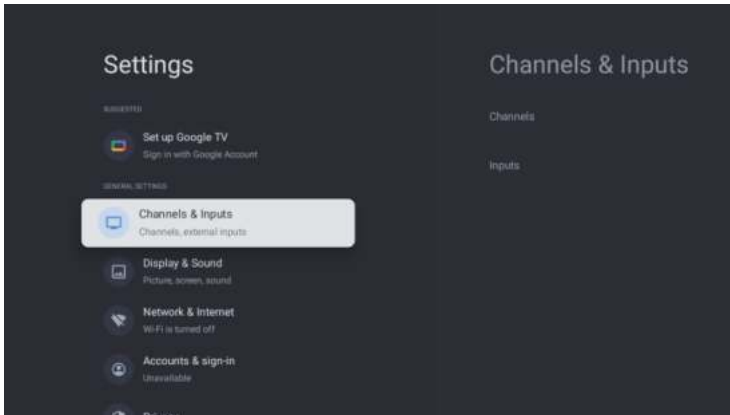 Settings
SUGGESTED
Set up Google TV
Sign in with Google Account
GENERAL SETTINGS
Channels & Inputs
Channels, external inputs
Display & Sound
Picture, screen, sound
Network & Internet
Wi-Fi is turned off
Accounts & sign-in
Unavailable
Channels & Inputs
Channels
Inputs